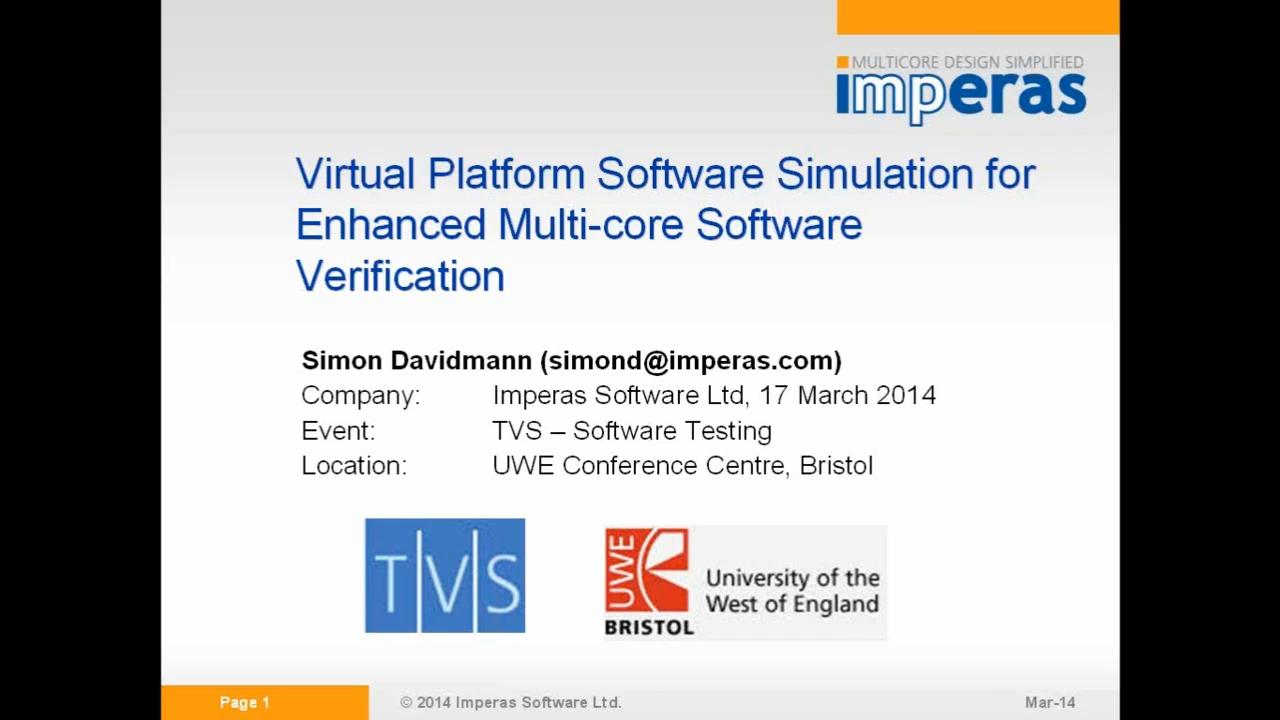 MULTICORE DESIGN SIMPLIFIED
imperas
Virtual Platform Software Simulation for
Enhanced Multi-core Software
Verification
Simon Davidmann (simond@imperas.com)
Company: Imperas Software Ltd, 17 March 2014
Event: TVS – Software Testing
Location: UWE Conference Centre, Bristol
TVS
UWE
BRISTOL
University of the
West of England
Page 1 © 2014 Imperas Software Ltd. Mar-14